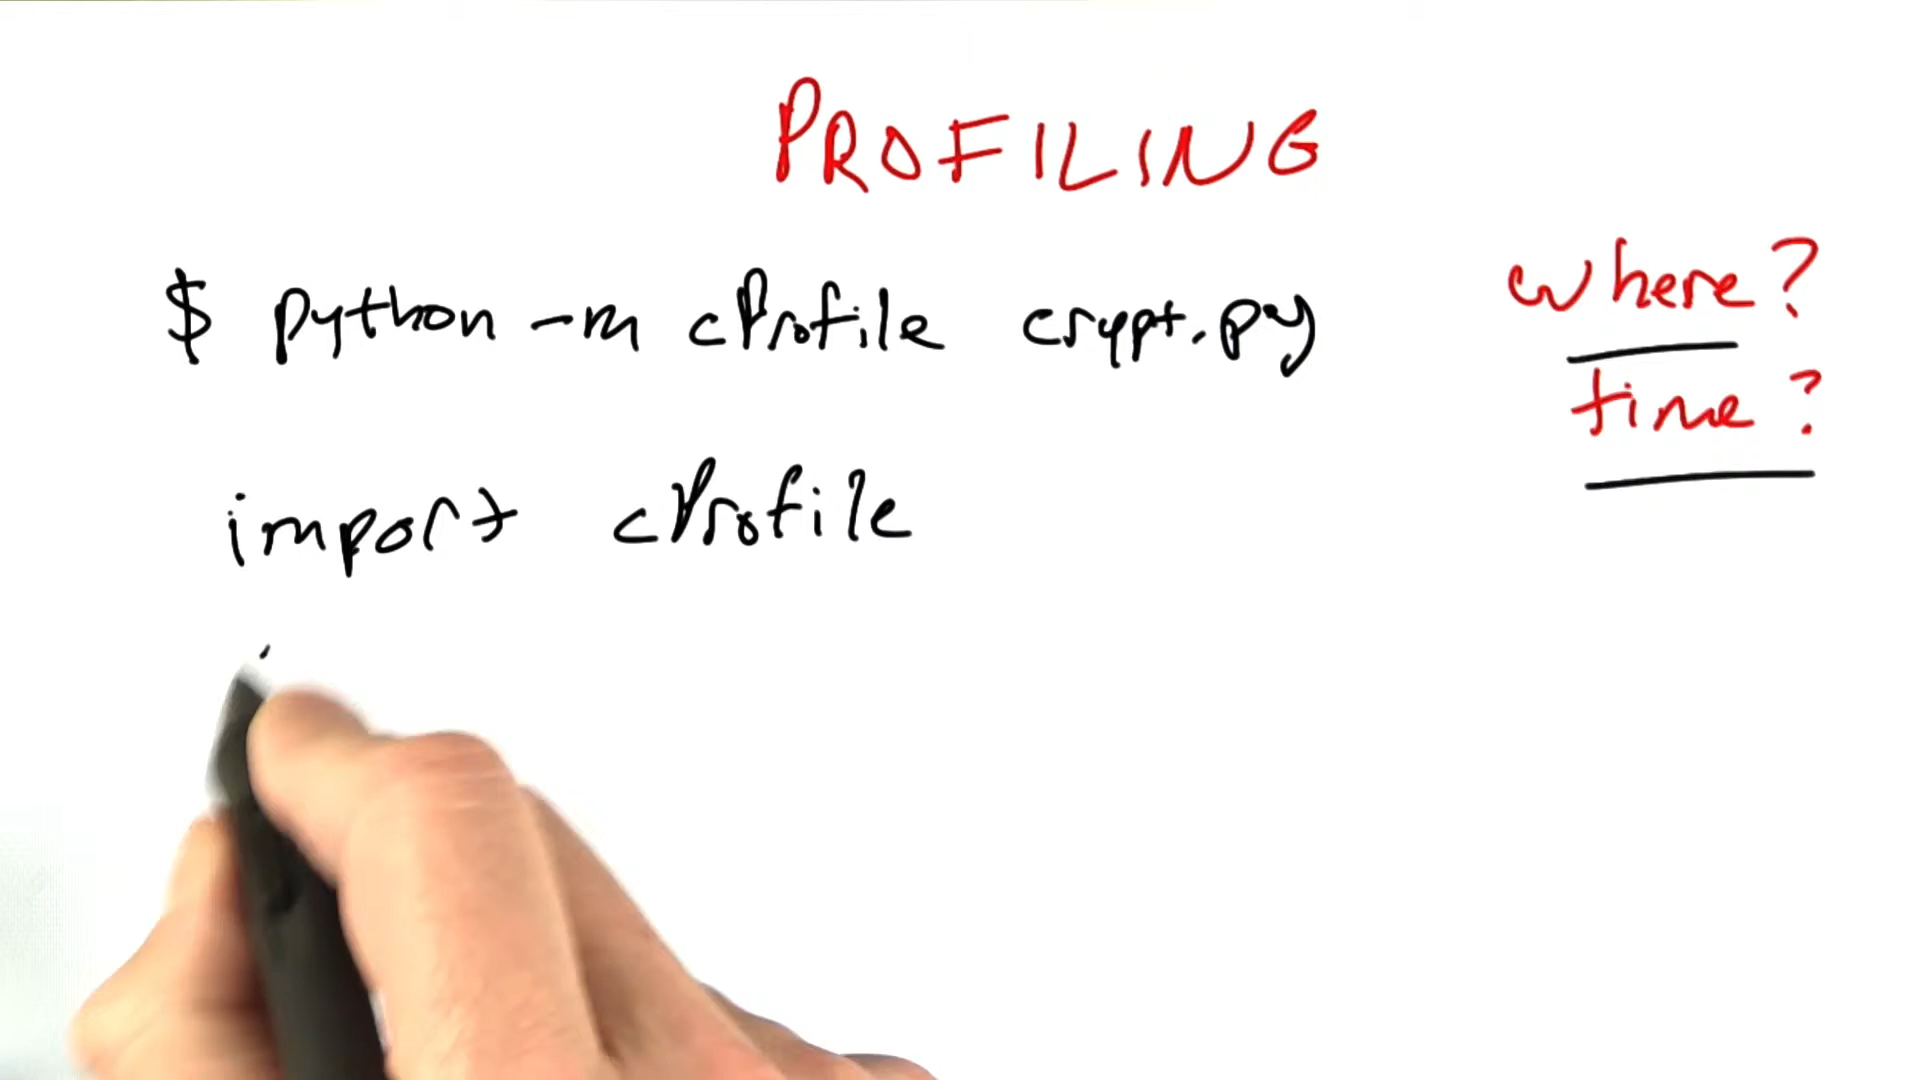 PROFILING
$ python -m cProfile crypt.py
where?
time?
import cProfile